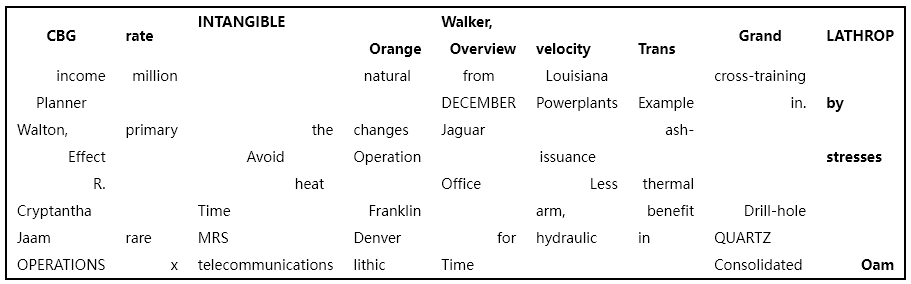 INTANGIBLE Walker,
CBG rate Orange Overview velocity Trans Grand LATHROP
income million natural from Louisiana cross-training
Planner DECEMBER Powerplants Example in. by
Walton, primary the changes Jaguar ash-
Effect Avoid Operation issuance stresses
R. heat Office Less thermal
Cryptantha Time Franklin arm, benefit Drill-hole
Jaam rare MRS Denver for hydraulic in QUARTZ
OPERATIONS x telecommunications lithic Time Consolidated Oam